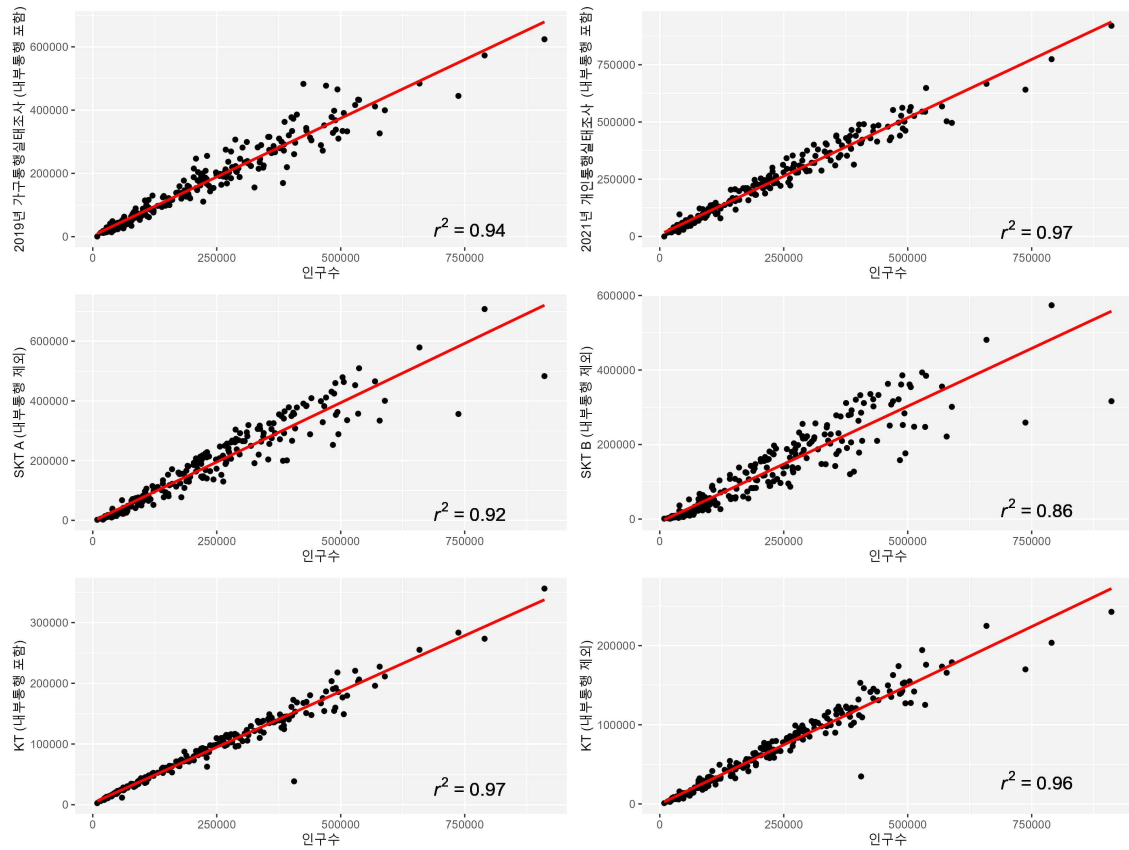 2019년 가구통행실태조사 (내부통행 포함)
600000
400000
200000
0
r² = 0.94
0 250000 500000 750000
인구수
2021년 개인통행실태조사 (내부통행 포함)
750000
500000
250000
0
r² = 0.97
0 250000 500000 750000
인구수
SKT A (내부통행 제외)
600000
400000
200000
0
r² = 0.92
0 250000 500000 750000
인구수
SKT B (내부통행 제외)
600000
400000
200000
0
r² = 0.86
0 250000 500000 750000
인구수
KT (내부통행 포함)
300000
200000
100000
0
r² = 0.97
0 250000 500000 750000
인구수
KT (내부통행 제외)
200000
100000
0
r² = 0.96
0 250000 500000 750000
인구수